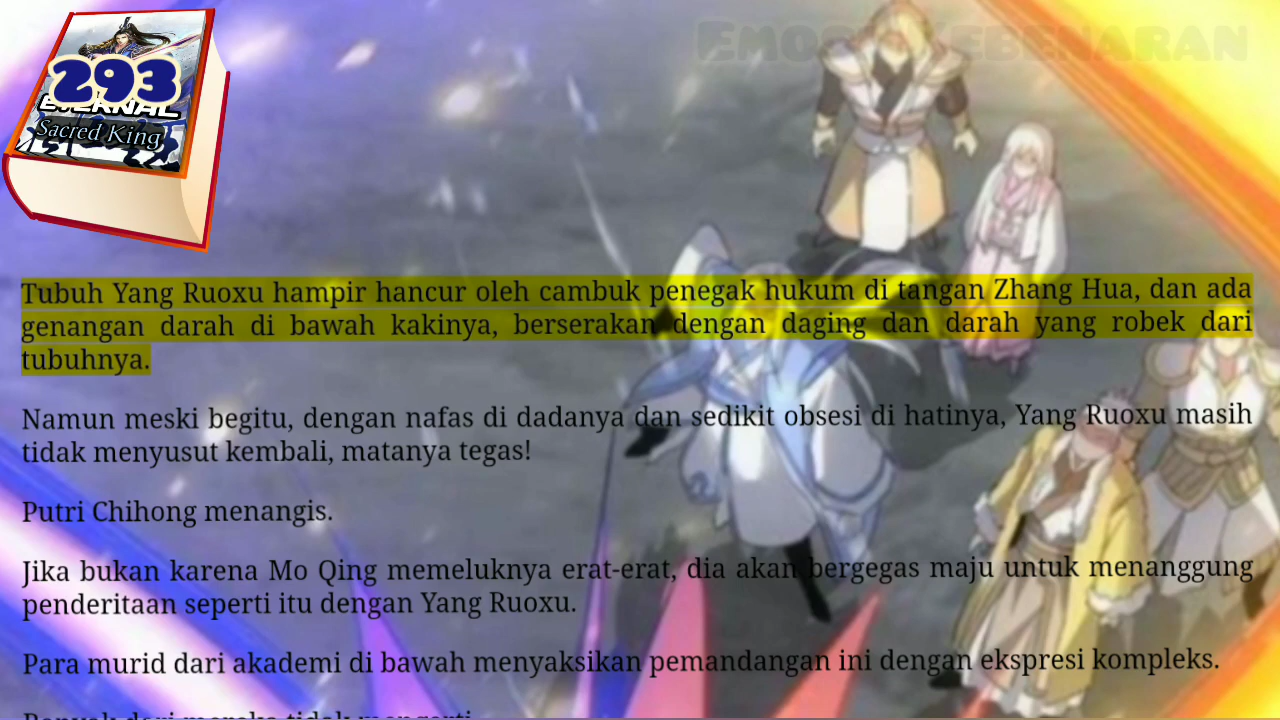 EMOSI KEBENARAN
293
ETERNAL
Sacred King
Tubuh Yang Ruoxu hampir hancur oleh cambuk penegak hukum di tangan Zhang Hua, dan ada
genangan darah di bawah kakinya, berserakan dengan daging dan darah yang robek dari
tubuhnya.
Namun meski begitu, dengan nafas di dadanya dan sedikit obsesi di hatinya, Yang Ruoxu masih
tidak menyusut kembali, matanya tegas!
Putri Chihong menangis.
Jika bukan karena Mo Qing memeluknya erat-erat, dia akan bergegas maju untuk menanggung
penderitaan seperti itu dengan Yang Ruoxu.
Para murid dari akademi di bawah menyaksikan pemandangan ini dengan ekspresi kompleks.